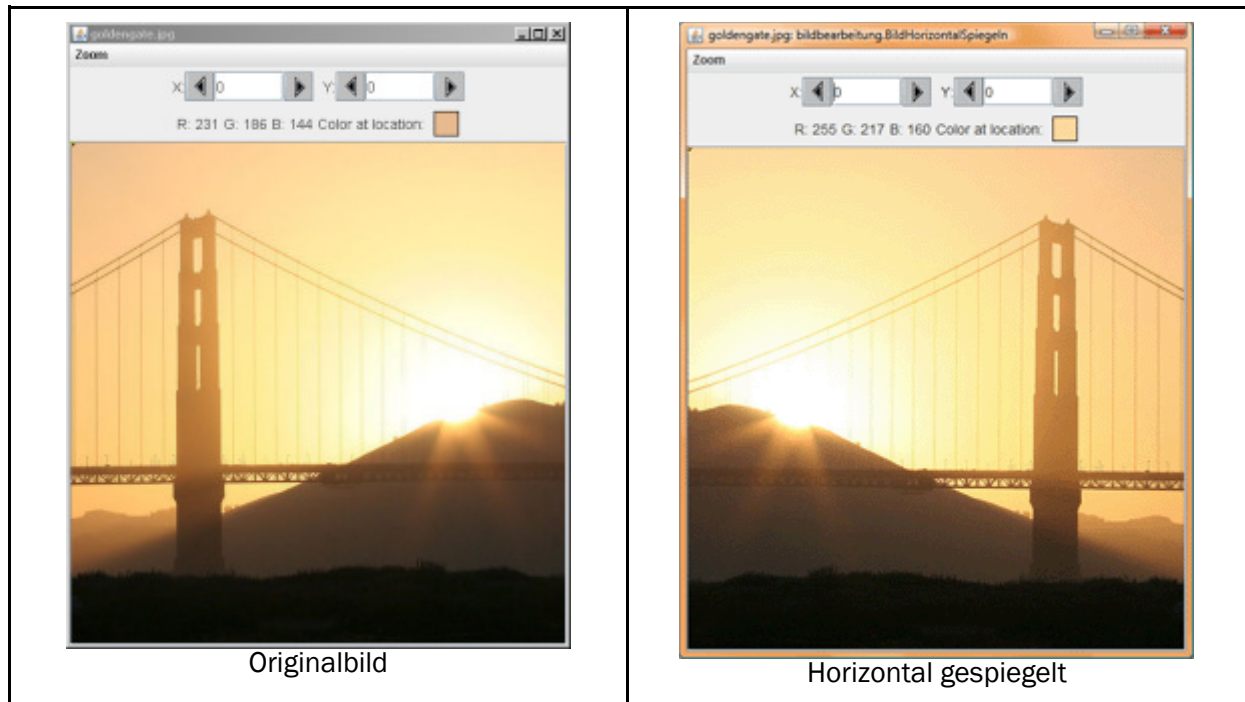 goldengate.jpg
Zoom
X: 0 Y: 0
R: 231 G: 186 B: 144 Color at location:
Originalbild
goldengate.jpg: bildbearbeitung.BildHorizontalSpiegeln
Zoom
X: 0 Y: 0
R: 255 G: 217 B: 160 Color at location:
Horizontal gespiegelt